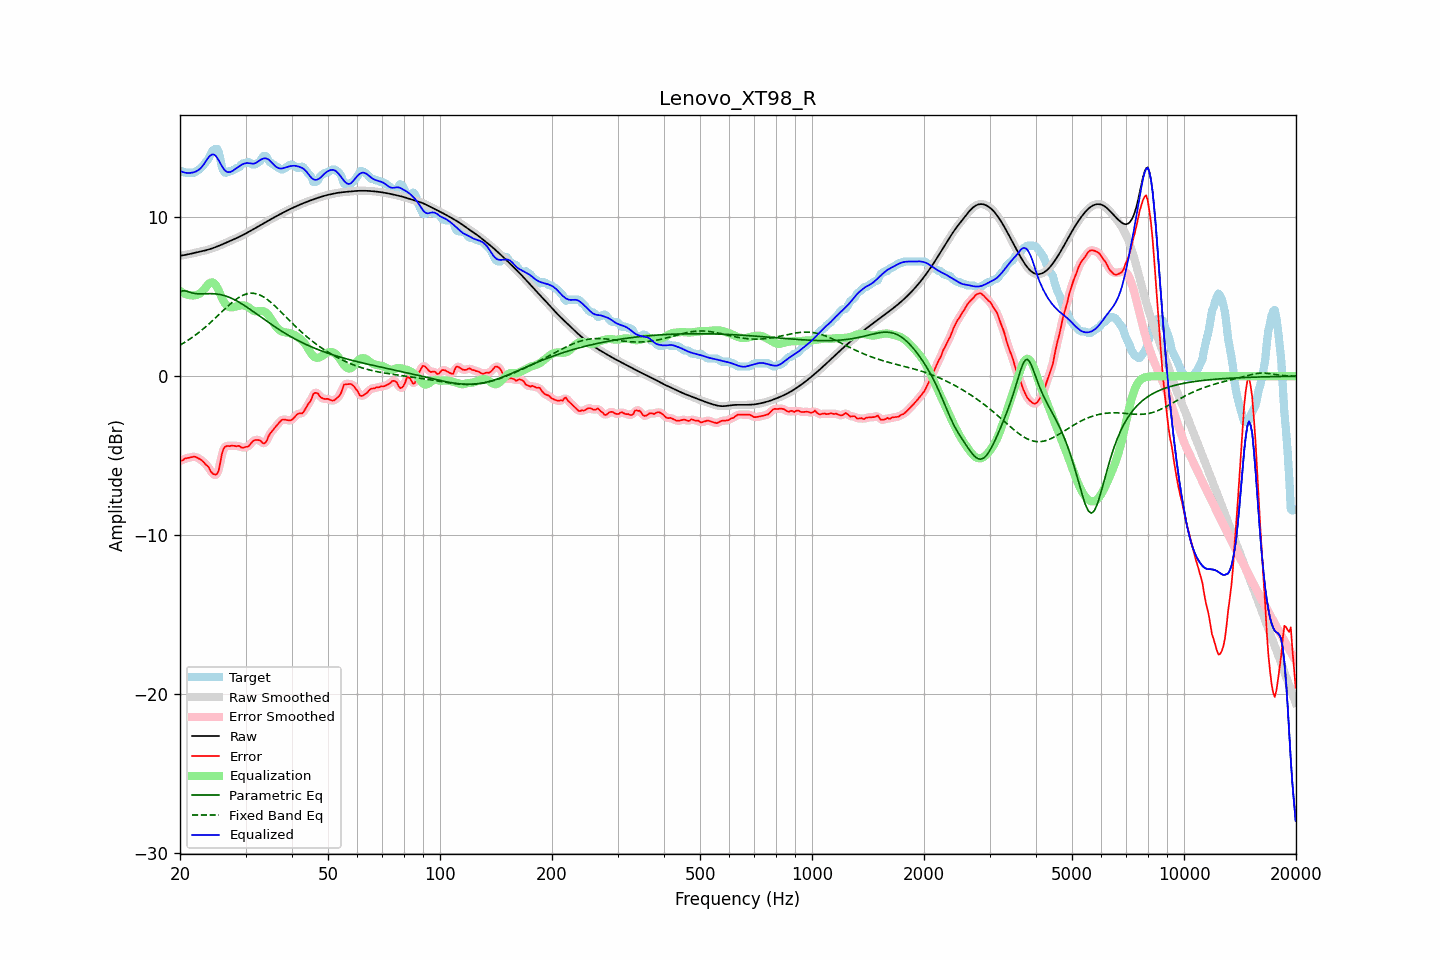 Lenovo_XT98_R
Amplitude (dBr)
10
0
−10
−20
−30
Target
Raw Smoothed
Error Smoothed
Raw
Error
Equalization
Parametric Eq
Fixed Band Eq
Equalized
20 50 100 200 500 1000 2000 5000 10000 20000
Frequency (Hz)